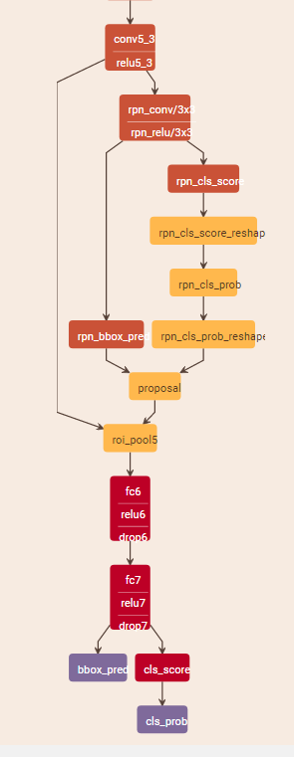 conv5_3
relu5_3
rpn_conv/3x3
rpn_relu/3x3
rpn_cls_score
rpn_cls_score_reshap
rpn_cls_prob
rpn_bbox_pred
rpn_cls_prob_reshape
proposal
roi_pool5
fc6
relu6
drop6
fc7
relu7
drop7
bbox_pred
cls_score
cls_prob